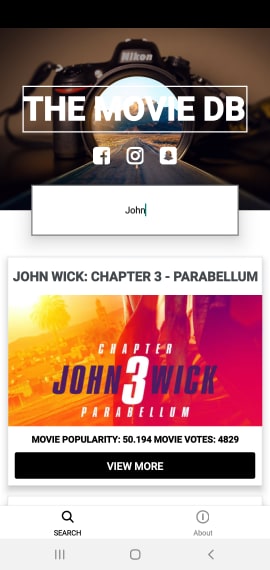 Nikon
THE MOVIE DB
John
JOHN WICK: CHAPTER 3 - PARABELLUM
CHAPTER
JOHN 3 WICK
PARABELLUM
MOVIE POPULARITY: 50.194 MOVIE VOTES: 4829
VIEW MORE
SEARCH
About